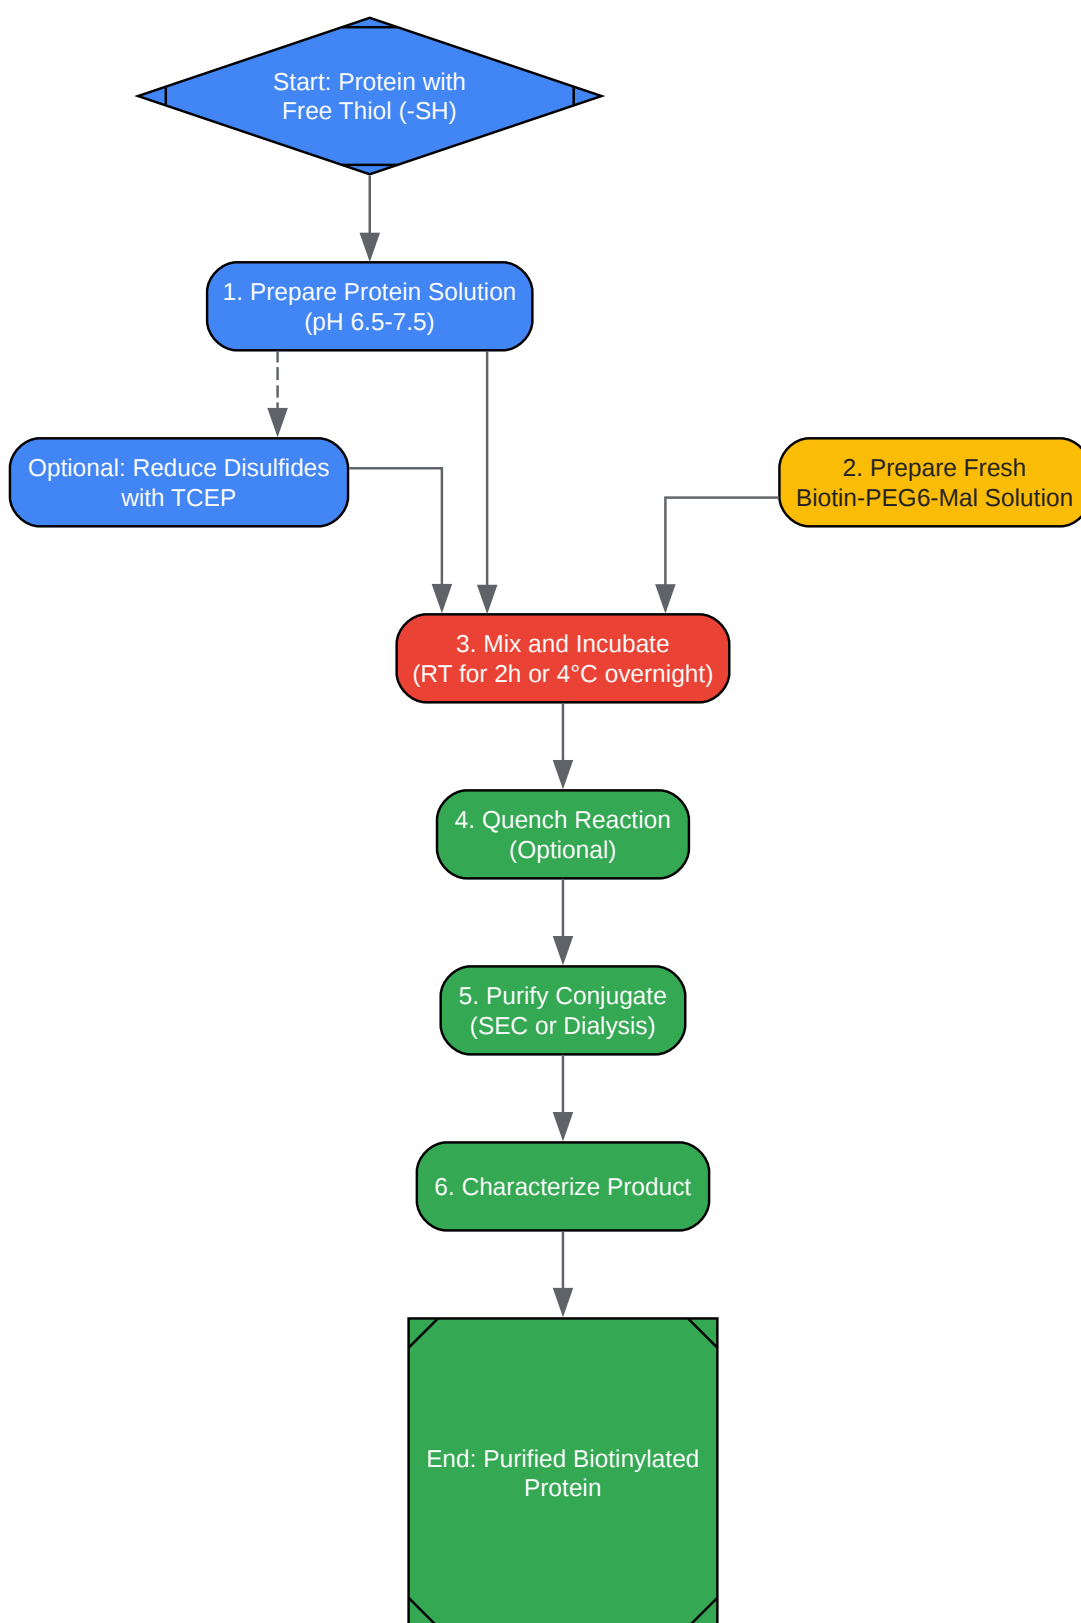 Start: Protein with
Free Thiol (-SH)
1. Prepare Protein Solution
(pH 6.5-7.5)
Optional: Reduce Disulfides
with TCEP
2. Prepare Fresh
Biotin-PEG6-Mal Solution
3. Mix and Incubate
(RT for 2h or 4°C overnight)
4. Quench Reaction
(Optional)
5. Purify Conjugate
(SEC or Dialysis)
6. Characterize Product
End: Purified Biotinylated
Protein